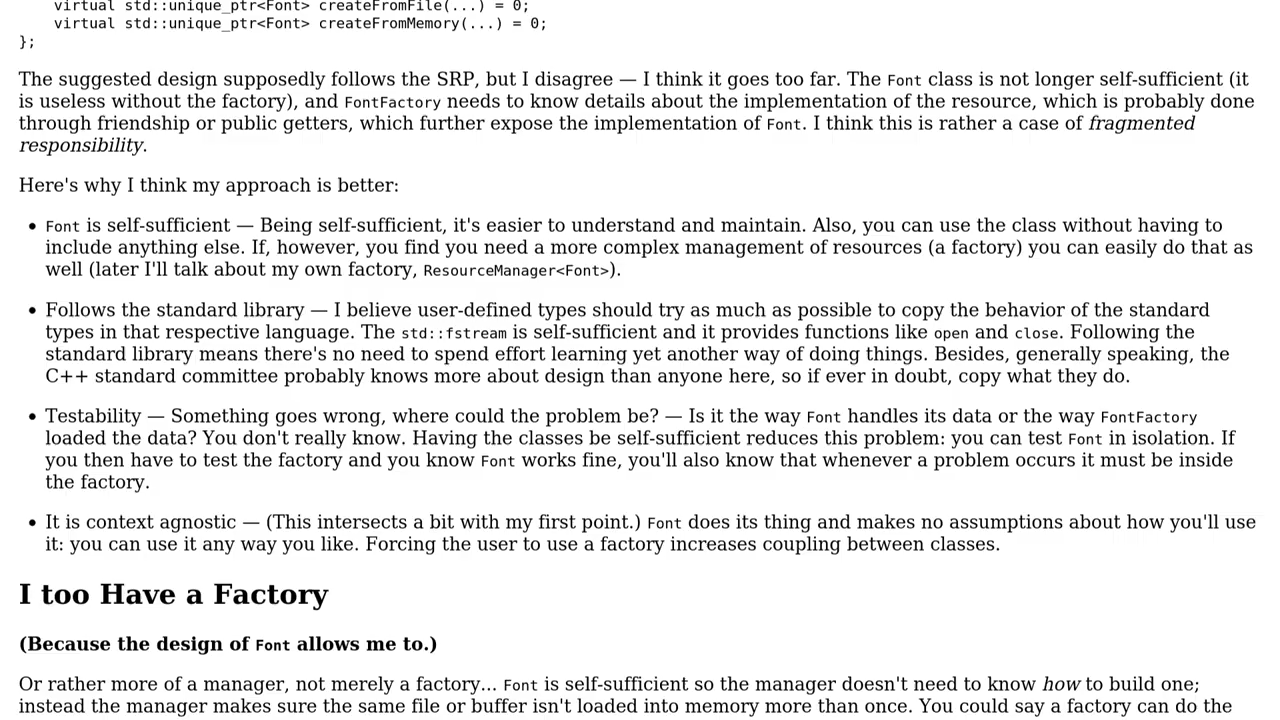 virtual std::unique_ptr<Font> createFromFile(...) = 0;
virtual std::unique_ptr<Font> createFromMemory(...) = 0;
};
The suggested design supposedly follows the SRP, but I disagree — I think it goes too far. The Font class is not longer self-sufficient (it
is useless without the factory), and FontFactory needs to know details about the implementation of the resource, which is probably done
through friendship or public getters, which further expose the implementation of Font. I think this is rather a case of fragmented
responsibility.
Here's why I think my approach is better:
• Font is self-sufficient — Being self-sufficient, it's easier to understand and maintain. Also, you can use the class without having to
include anything else. If, however, you find you need a more complex management of resources (a factory) you can easily do that as
well (later I'll talk about my own factory, ResourceManager<Font>).
• Follows the standard library — I believe user-defined types should try as much as possible to copy the behavior of the standard
types in that respective language. The std::fstream is self-sufficient and it provides functions like open and close. Following the
standard library means there's no need to spend effort learning yet another way of doing things. Besides, generally speaking, the
C++ standard committee probably knows more about design than anyone here, so if ever in doubt, copy what they do.
• Testability — Something goes wrong, where could the problem be? — Is it the way Font handles its data or the way FontFactory
loaded the data? You don't really know. Having the classes be self-sufficient reduces this problem: you can test Font in isolation. If
you then have to test the factory and you know Font works fine, you'll also know that whenever a problem occurs it must be inside
the factory.
• It is context agnostic — (This intersects a bit with my first point.) Font does its thing and makes no assumptions about how you'll use
it: you can use it any way you like. Forcing the user to use a factory increases coupling between classes.
I too Have a Factory
(Because the design of Font allows me to.)
Or rather more of a manager, not merely a factory... Font is self-sufficient so the manager doesn't need to know how to build one;
instead the manager makes sure the same file or buffer isn't loaded into memory more than once. You could say a factory can do the